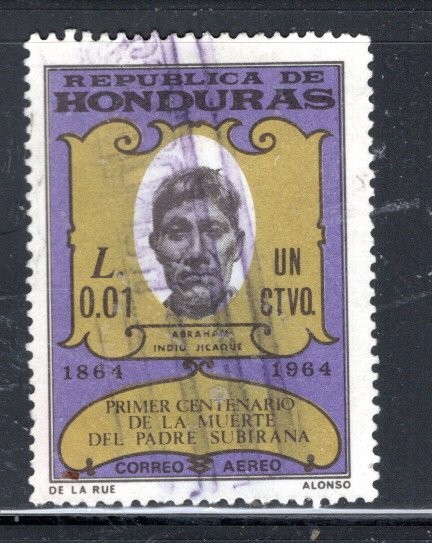 REPUBLICA DE
HONDURAS
L.
0.01
UN
CTVO.
ABRAHAM
INDIO JICAQUE
1864 1964
PRIMER CENTENARIO
DE LA MUERTE
DEL PADRE SUBIRANA
CORREO AEREO
DE LA RUE ALONSO